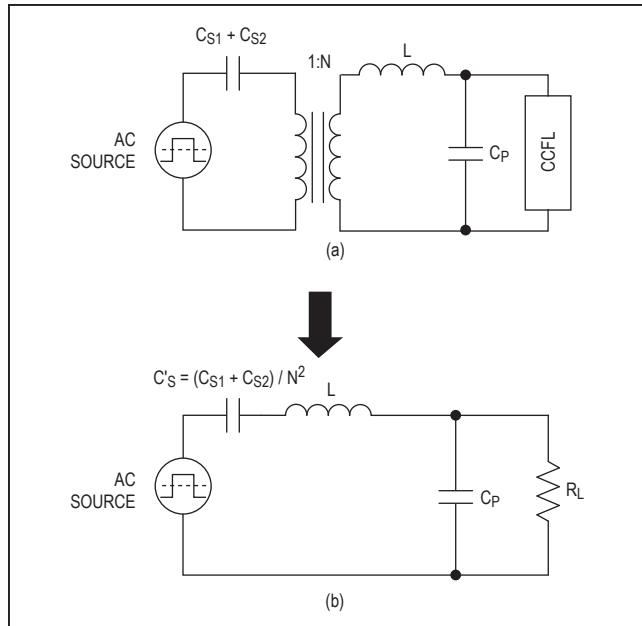 C_S1 + C_S2
1:N
L
AC
SOURCE
C_P
CCFL
(a)
C'_S = (C_S1 + C_S2) / N^2
L
AC
SOURCE
C_P
R_L
(b)